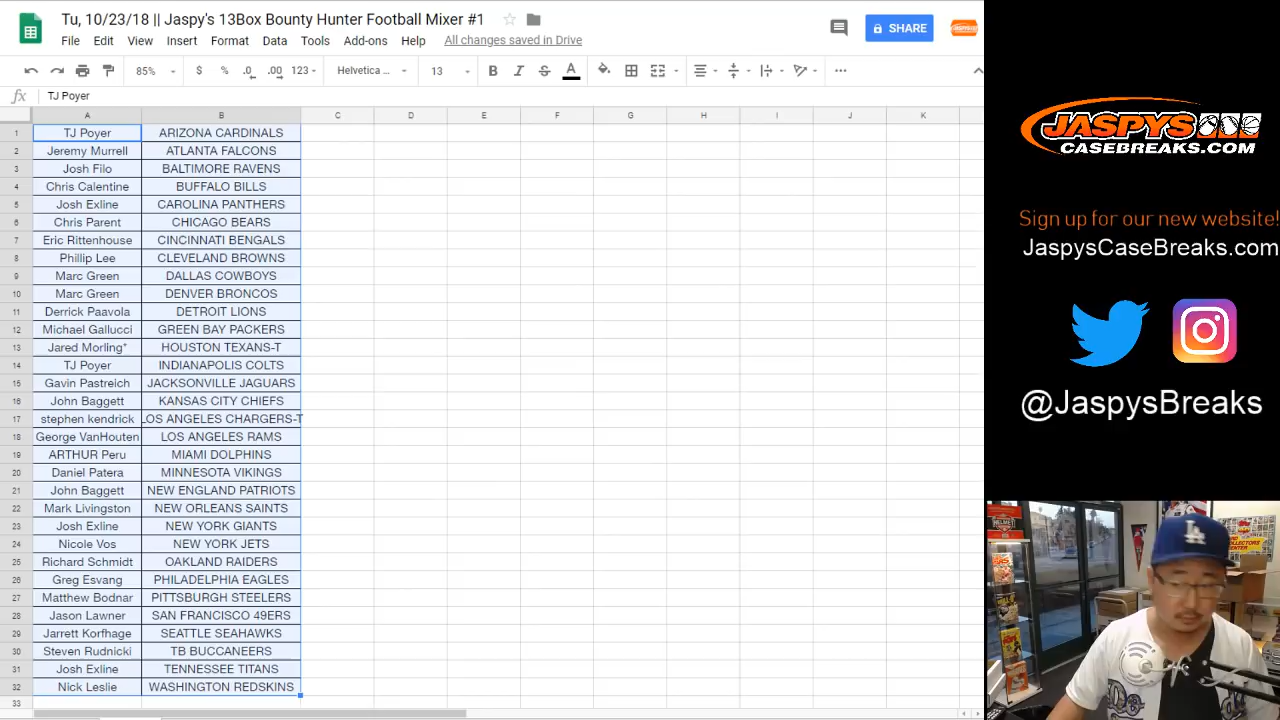 Tu, 10/23/18 || Jaspy's 13Box Bounty Hunter Football Mixer #1
File Edit View Insert Format Data Tools Add-ons Help All changes saved in Drive
SHARE
85% $ % .0 .00 123 Helvetica ... 13 B I S A
fx TJ Poyer
A B C D E F G H I J K
1 TJ Poyer ARIZONA CARDINALS
2 Jeremy Murrell ATLANTA FALCONS
3 Josh Filo BALTIMORE RAVENS
4 Chris Calentine BUFFALO BILLS
5 Josh Exline CAROLINA PANTHERS
6 Chris Parent CHICAGO BEARS
7 Eric Rittenhouse CINCINNATI BENGALS
8 Phillip Lee CLEVELAND BROWNS
9 Marc Green DALLAS COWBOYS
10 Marc Green DENVER BRONCOS
11 Derrick Paavola DETROIT LIONS
12 Michael Gallucci GREEN BAY PACKERS
13 Jared Morling* HOUSTON TEXANS-T
14 TJ Poyer INDIANAPOLIS COLTS
15 Gavin Pastreich JACKSONVILLE JAGUARS
16 John Baggett KANSAS CITY CHIEFS
17 stephen kendrick LOS ANGELES CHARGERS-T
18 George VanHouten LOS ANGELES RAMS
19 ARTHUR Peru MIAMI DOLPHINS
20 Daniel Patera MINNESOTA VIKINGS
21 John Baggett NEW ENGLAND PATRIOTS
22 Mark Livingston NEW ORLEANS SAINTS
23 Josh Exline NEW YORK GIANTS
24 Nicole Vos NEW YORK JETS
25 Richard Schmidt OAKLAND RAIDERS
26 Greg Esvang PHILADELPHIA EAGLES
27 Matthew Bodnar PITTSBURGH STEELERS
28 Jason Lawner SAN FRANCISCO 49ERS
29 Jarrett Korfhage SEATTLE SEAHAWKS
30 Steven Rudnicki TB BUCCANEERS
31 Josh Exline TENNESSEE TITANS
32 Nick Leslie WASHINGTON REDSKINS
33
JASPYS
CASEBREAKS.COM
Sign up for our new website!
JaspysCaseBreaks.com
@JaspysBreaks
LA